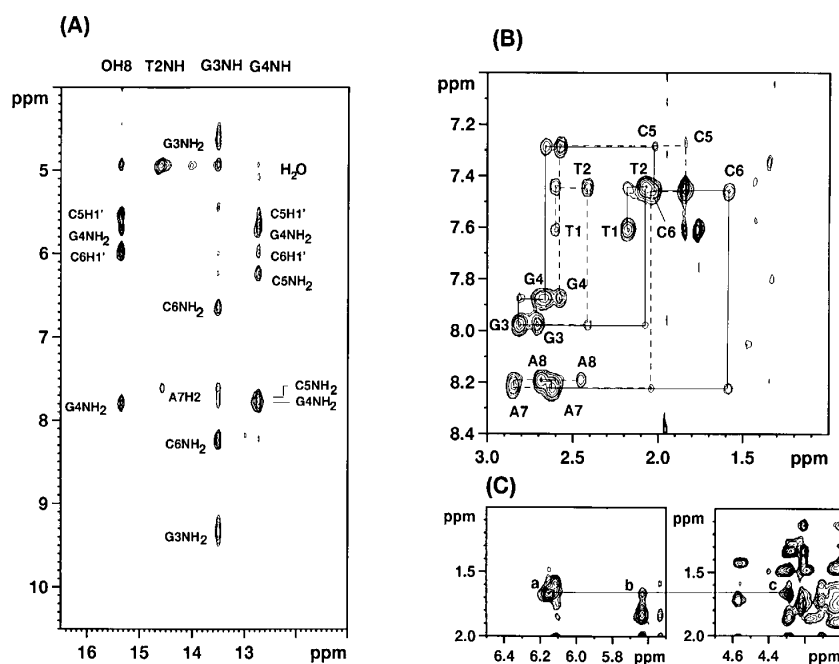 (A)
OH8 T2NH G3NH G4NH
ppm
G3NH2
5
H2O
C5H1' C5H1'
G4NH2 G4NH2
6
C6H1' C6H1'
C5NH2
C6NH2
7
A7H2
C5NH2
G4NH2
8
G4NH2
C6NH2
9
G3NH2
10
16 14 ppm
(B)
ppm
7.2
C5 C5
7.4
T2 T2 C6
7.6
T1 T1 C6
7.8
G4 G4
8.0
G3 G3
A8 A8
8.2
A7 A7
8.4
3.0 2.5 2.0 1.5 ppm
(C)
ppm ppm
1.5 1.5
a b c
2.0 2.0
6.4 6.2 6.0 5.8 ppm
4.4 4.2 ppm